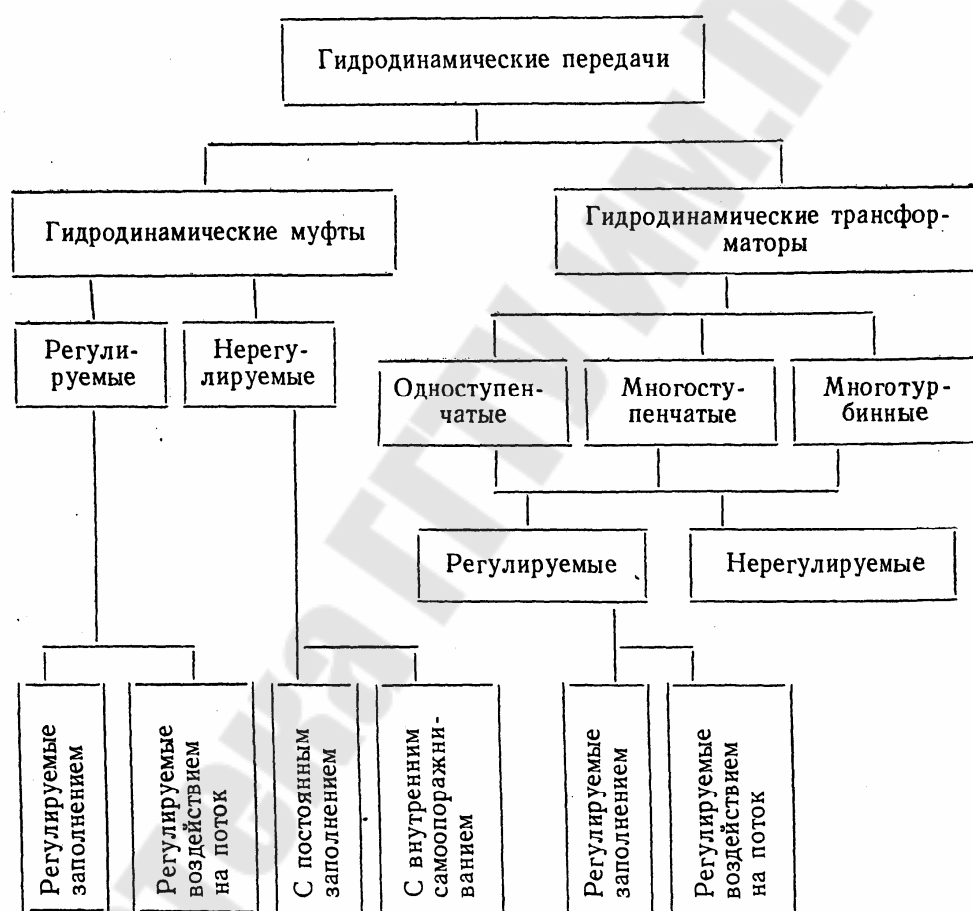 Гидродинамические передачи
Гидродинамические муфты
Гидродинамические трансфор-
маторы
Регули-
руемые
Нерегу-
лируемые
Одноступен-
чатые
Многосту-
пенчатые
Многотур-
бинные
Регулируемые
Нерегулируемые
Регулируемые
заполнением
Регулируемые
воздействием
на поток
С постоянным
заполнением
С внутренним
самоопоражни-
ванием
Регулируемые
заполнением
Регулируемые
воздействием
на поток